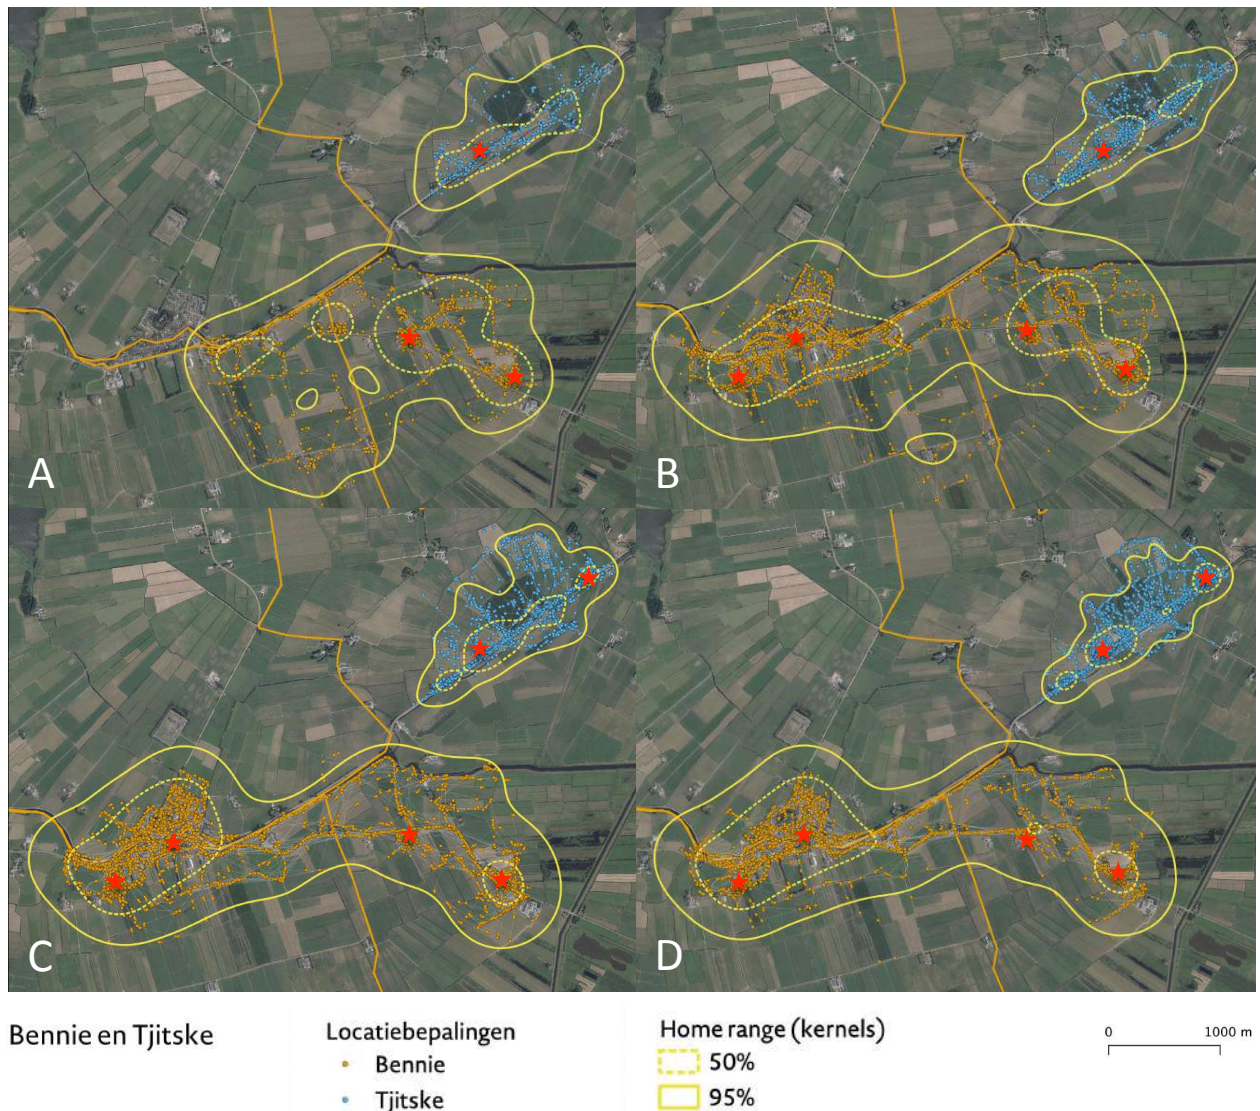 A
B
C
D
Bennie en Tjitske
Locatiebepalingen
Bennie
Tjitske
Home range (kernels)
50%
95%
0 1000 m